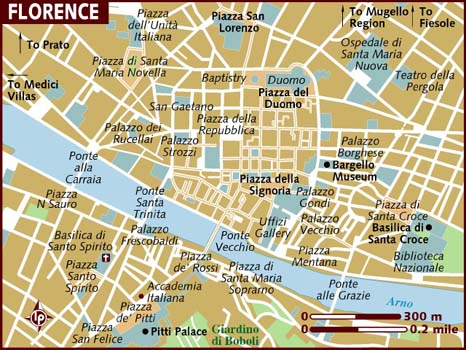 FLORENCE
To Prato
To Medici
Villas
Piazza
dell'Unità
Italiana
Piazza San
Lorenzo
To Mugello
Region
To
Fiesole
Ospedale di
Santa Maria
Nuova
Piazza di Santa
Maria Novella
Baptistry
Duomo
Piazza del
Duomo
Teatro della
Pergola
San Gaetano
Piazza della
Repubblica
Palazzo dei
Rucellai
Palazzo
Strozzi
Palazzo
Borghese
Bargello
Museum
Ponte
alla
Carraia
Piazza della
Signoria
Piazza
N Sauro
Ponte
Santa
Trinita
Palazzo
Gondi
Piazza di
Santa Croce
Basilica di
Santa Croce
Uffizi
Gallery
Palazzo
Vecchio
Basilica di
Santo Spirito
Palazzo
Frescobaldi
Ponte
Vecchio
Piazza
Mentana
Biblioteca
Nazionale
Piazza
Santo
Spirito
Piazza
de' Rossi
Piazza di
Santa Maria
Soprarno
Ponte
alle Grazie
Arno
Accademia
Italiana
Piazza
de' Pitti
Piazza
San Felice
Pitti Palace
Giardino
di Boboli
0 300 m
0 0.2 mile
lp